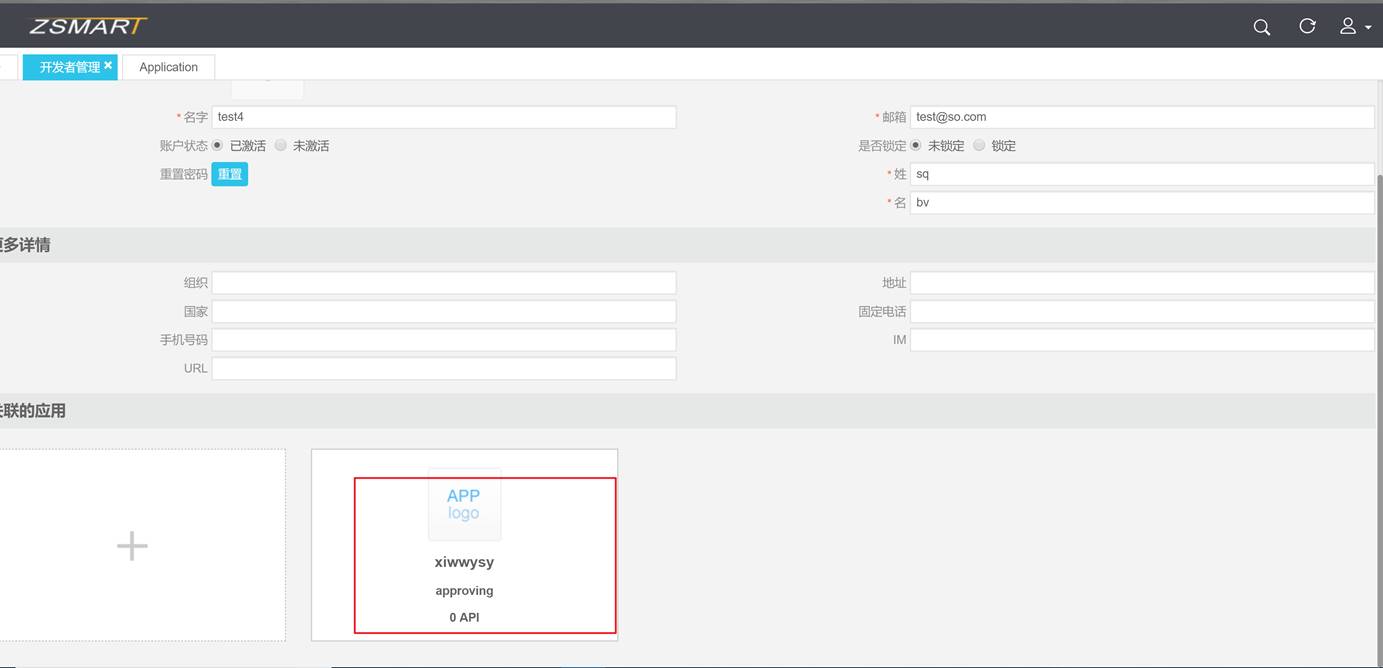 ZSMART
开发者管理 × Application
* 名字 test4 * 邮箱 test@so.com
账户状态 已激活 未激活 是否锁定 未锁定 锁定
重置密码 重置 * 姓 sq
* 名 bv
更多详情
组织 地址
国家 固定电话
手机号码 IM
URL
关联的应用
APP
logo
xiwwysy
approving
0 API